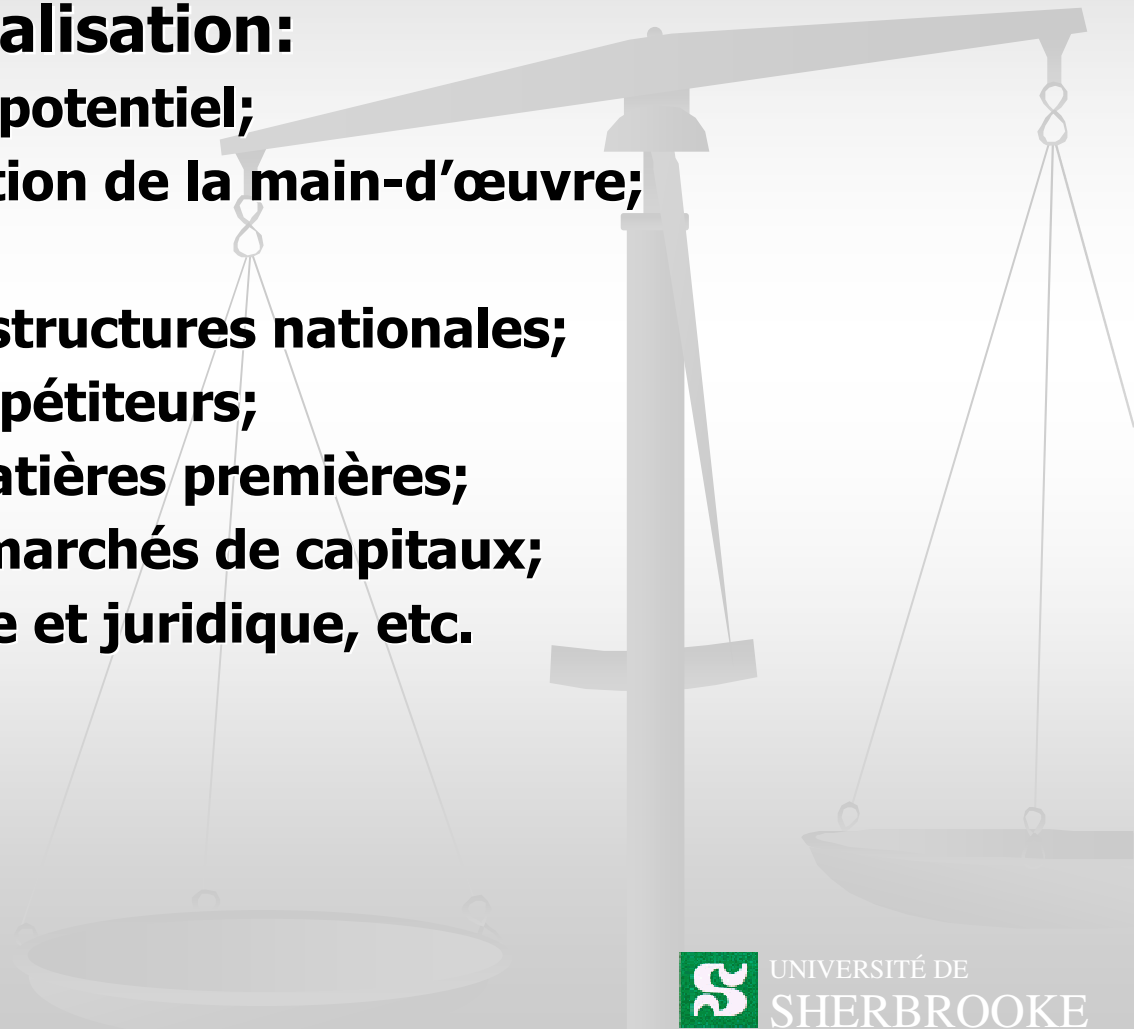 alisation:
potentiel;
tion de la main-d’œuvre;
structures nationales;
pétiteurs;
atières premières;
marchés de capitaux;
e et juridique, etc.
UNIVERSITÉ DE
SHERBROOKE